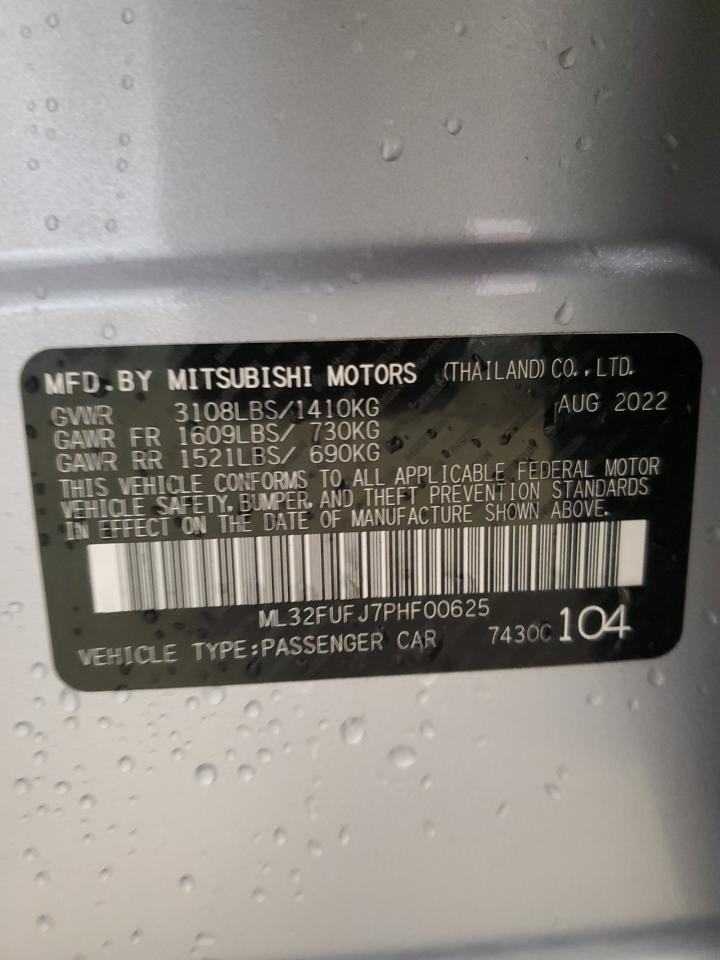 MFD.BY MITSUBISHI MOTORS (THAILAND) CO., LTD.
GVWR 3108LBS/1410KG AUG 2022
GAWR FR 1609LBS/ 730KG
GAWR RR 1521LBS/ 690KG
THIS VEHICLE CONFORMS TO ALL APPLICABLE FEDERAL MOTOR
VEHICLE SAFETY, BUMPER, AND THEFT PREVENTION STANDARDS
IN EFFECT ON THE DATE OF MANUFACTURE SHOWN ABOVE.
ML32FUFJ7PHF00625
VEHICLE TYPE:PASSENGER CAR 7430C 104